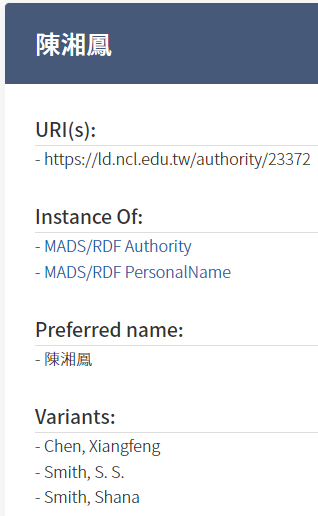 陳湘鳳
URI(s):
- https://ld.ncl.edu.tw/authority/23372
Instance Of:
- MADS/RDF Authority
- MADS/RDF PersonalName
Preferred name:
- 陳湘鳳
Variants:
- Chen, Xiangfeng
- Smith, S. S.
- Smith, Shana